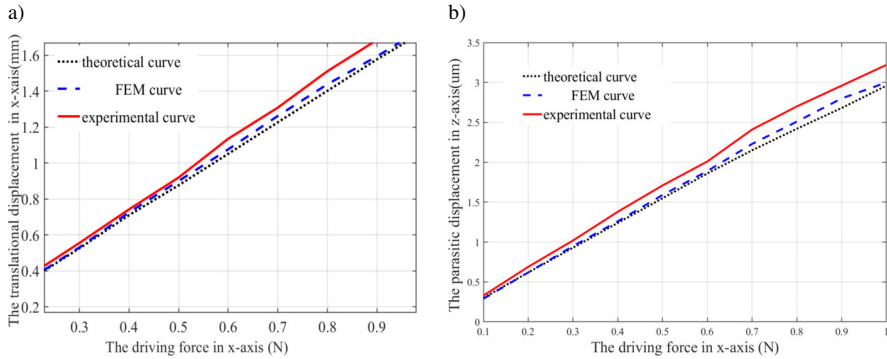 a)
The translational displacement in x-xais(mm)
1.6
1.4
1.2
1
0.8
0.6
0.4
0.2
theoretical curve
FEM curve
experimental curve
0.3 0.4 0.5 0.6 0.7 0.8 0.9
The driving force in x-axis (N)
b)
The parasitic displacement in z-axis(um)
3.5
3
2.5
2
1.5
1
0.5
0
theoretical curve
FEM curve
experimental curve
0.1 0.2 0.3 0.4 0.5 0.6 0.7 0.8 0.9 1
The driving force in x-axis (N)